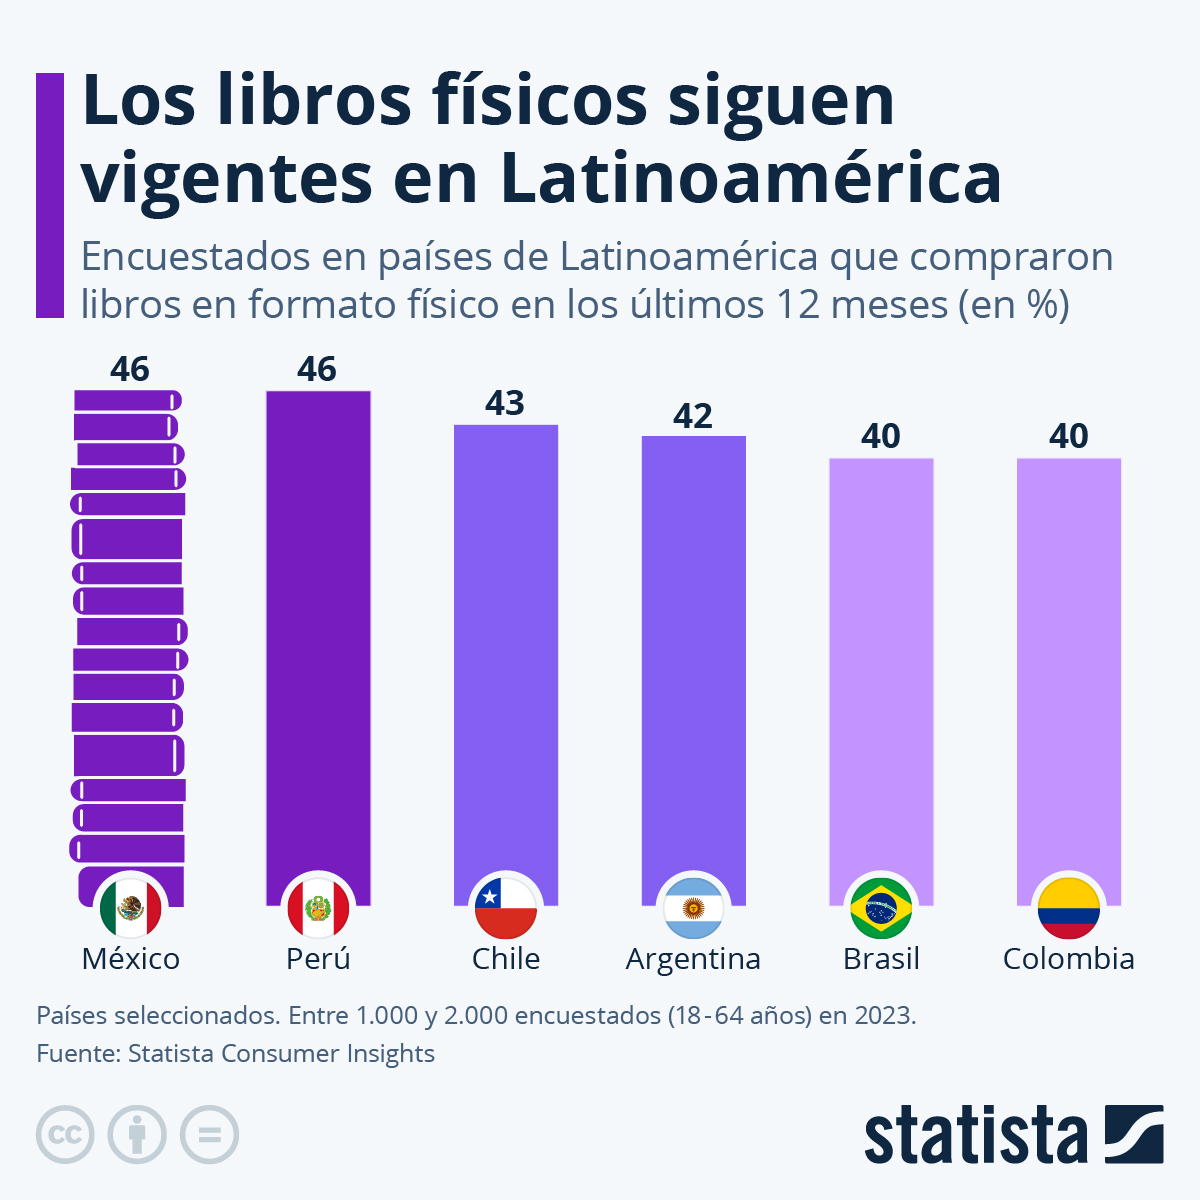 Los libros físicos siguen
vigentes en Latinoamérica
Encuestados en países de Latinoamérica que compraron
libros en formato físico en los últimos 12 meses (en %)
46 46 43 42 40 40
México Perú Chile Argentina Brasil Colombia
Países seleccionados. Entre 1.000 y 2.000 encuestados (18-64 años) en 2023.
Fuente: Statista Consumer Insights
cc = statista